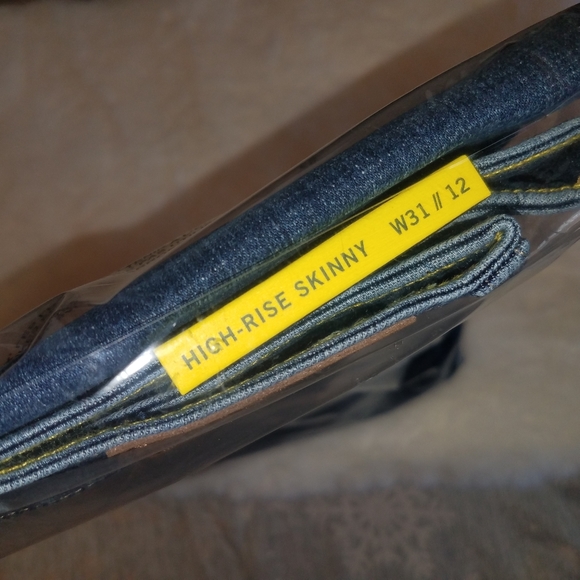 HIGH-RISE SKINNY W31 // 12